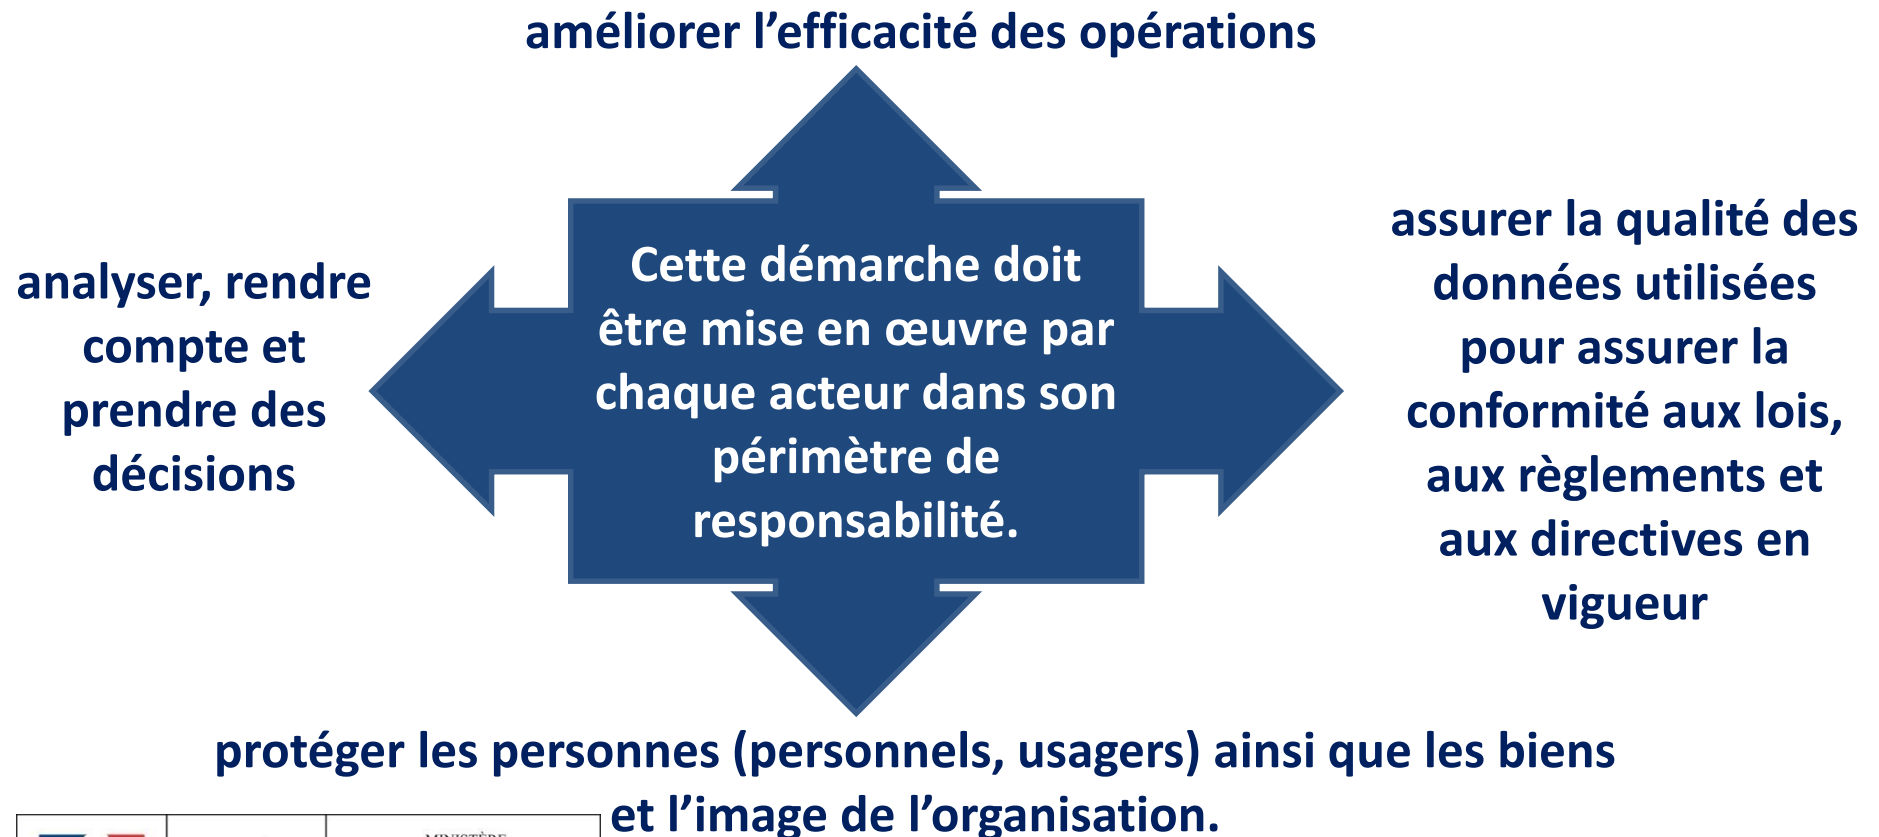 améliorer l’efficacité des opérations
analyser, rendre
compte et
prendre des
décisions
Cette démarche doit
être mise en œuvre par
chaque acteur dans son
périmètre de
responsabilité.
assurer la qualité des
données utilisées
pour assurer la
conformité aux lois,
aux règlements et
aux directives en
vigueur
protéger les personnes (personnels, usagers) ainsi que les biens
et l’image de l’organisation.
MINISTÈRE